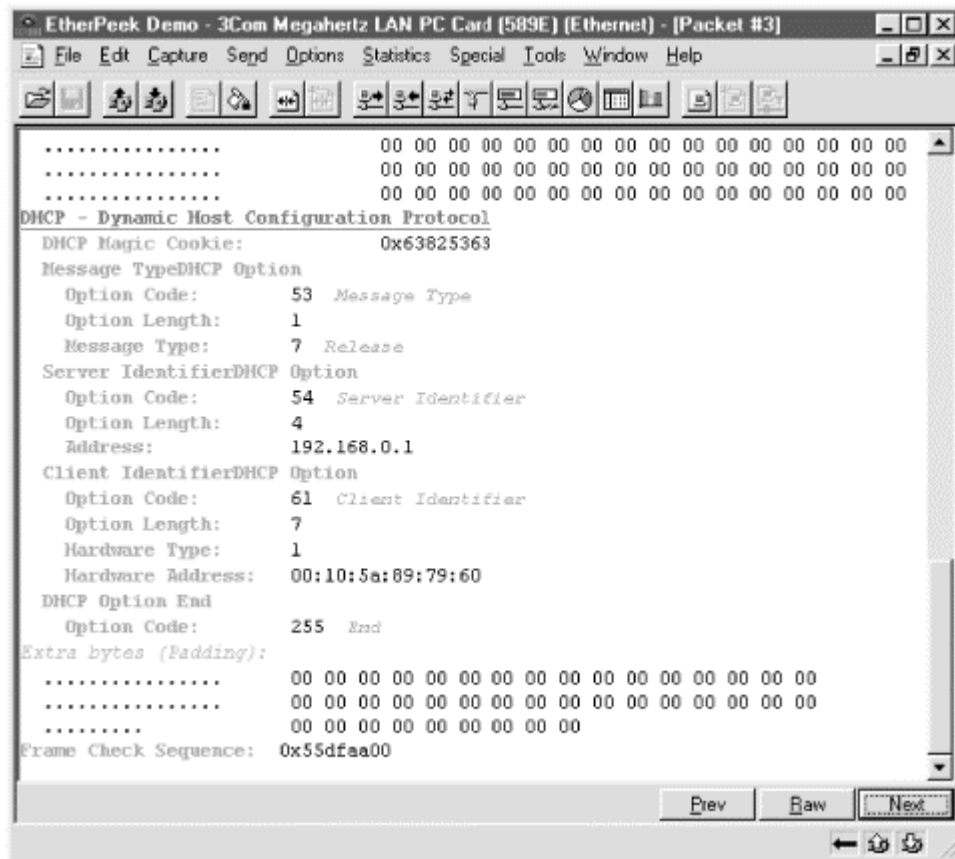 EtherPeek Demo - 3Com Megahertz LAN PC Card (589E) (Ethernet) - [Packet #3]
File Edit Capture Send Options Statistics Special Tools Window Help
................ 00 00 00 00 00 00 00 00 00 00 00 00 00 00 00 00
................ 00 00 00 00 00 00 00 00 00 00 00 00 00 00 00 00
................ 00 00 00 00 00 00 00 00 00 00 00 00 00 00 00 00
DHCP - Dynamic Host Configuration Protocol
DHCP Magic Cookie: 0x63825363
Message TypeDHCP Option
Option Code: 53 Message Type
Option Length: 1
Message Type: 7 Release
Server IdentifierDHCP Option
Option Code: 54 Server Identifier
Option Length: 4
Address: 192.168.0.1
Client IdentifierDHCP Option
Option Code: 61 Client Identifier
Option Length: 7
Hardware Type: 1
Hardware Address: 00:10:5a:89:79:60
DHCP Option End
Option Code: 255 End
Extra bytes (Padding):
................ 00 00 00 00 00 00 00 00 00 00 00 00 00 00 00 00
................ 00 00 00 00 00 00 00 00 00 00 00 00 00 00 00 00
......... 00 00 00 00 00 00 00 00 00
Frame Check Sequence: 0x55dfaa00
Prev Raw Next